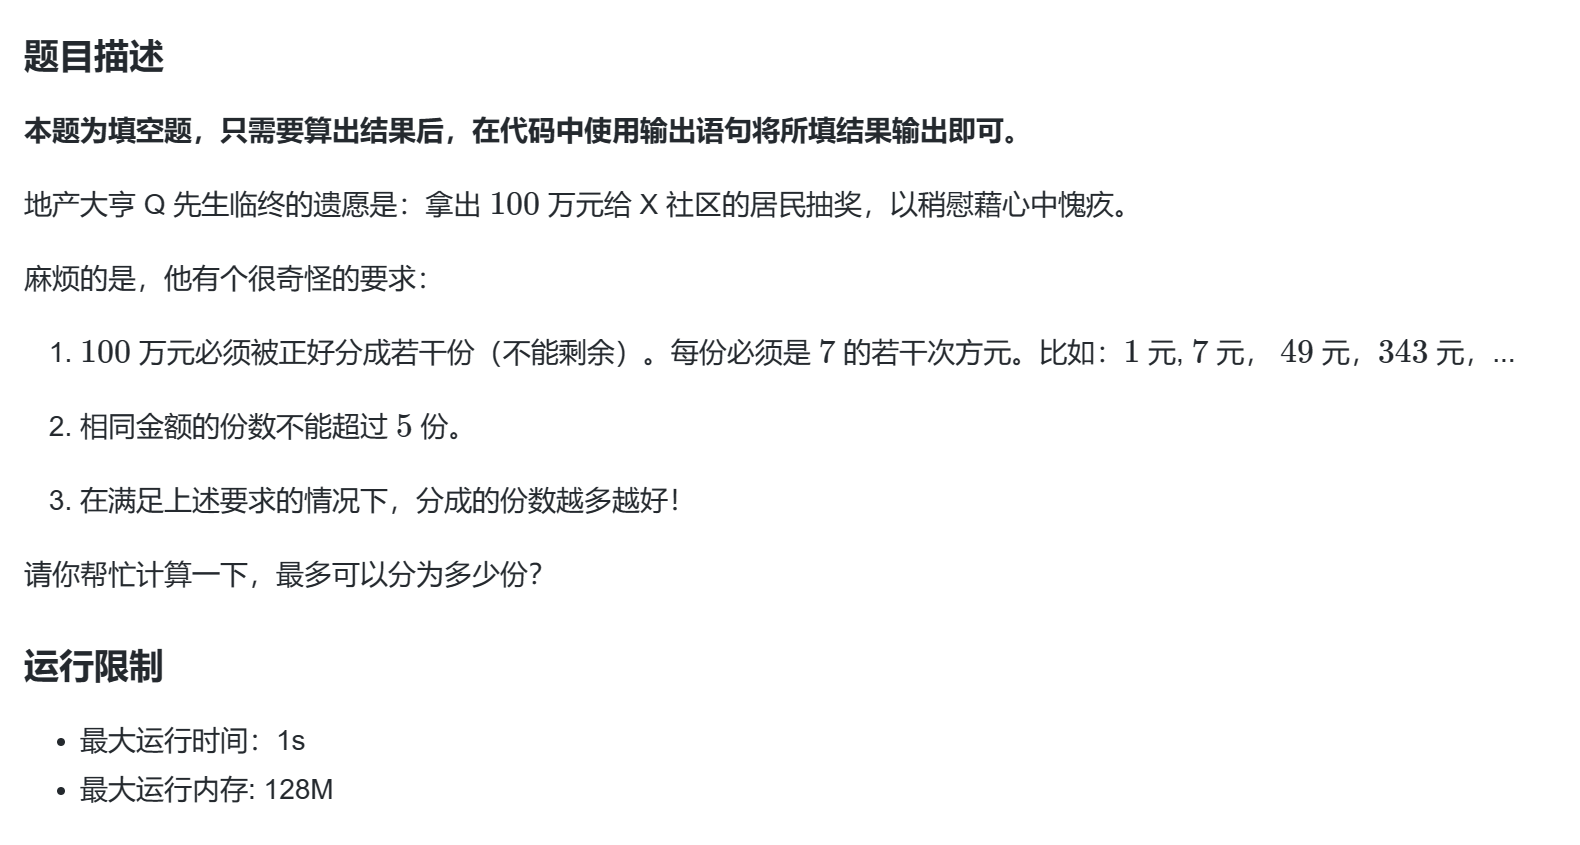 题目描述
本题为填空题，只需要算出结果后，在代码中使用输出语句将所填结果输出即可。
地产大亨 Q 先生临终的遗愿是：拿出 100 万元给 X 社区的居民抽奖，以稍慰藉心中愧疚。
麻烦的是，他有个很奇怪的要求：
1. 100 万元必须被正好分成若干份（不能剩余）。每份必须是 7 的若干次方元。比如：1 元, 7 元， 49 元，343 元，...
2. 相同金额的份数不能超过 5 份。
3. 在满足上述要求的情况下，分成的份数越多越好！
请你帮忙计算一下，最多可以分为多少份？
运行限制
• 最大运行时间：1s
• 最大运行内存: 128M